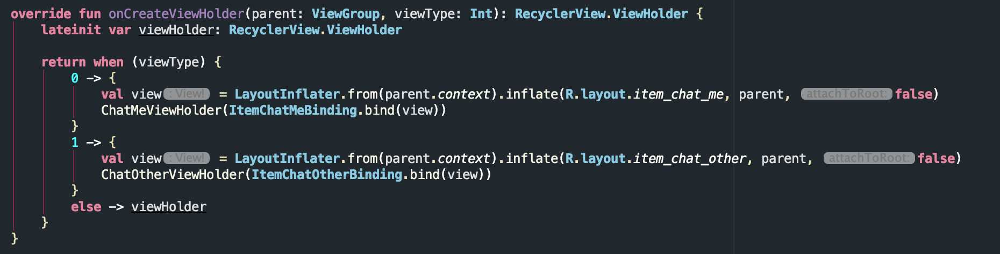 override fun onCreateViewHolder(parent: ViewGroup, viewType: Int): RecyclerView.ViewHolder {
    lateinit var viewHolder: RecyclerView.ViewHolder

    return when (viewType) {
        0 -> {
            val view : View! = LayoutInflater.from(parent.context).inflate(R.layout.item_chat_me, parent, attachToRoot: false)
            ChatMeViewHolder(ItemChatMeBinding.bind(view))
        }
        1 -> {
            val view : View! = LayoutInflater.from(parent.context).inflate(R.layout.item_chat_other, parent, attachToRoot: false)
            ChatOtherViewHolder(ItemChatOtherBinding.bind(view))
        }
        else -> viewHolder
    }
}